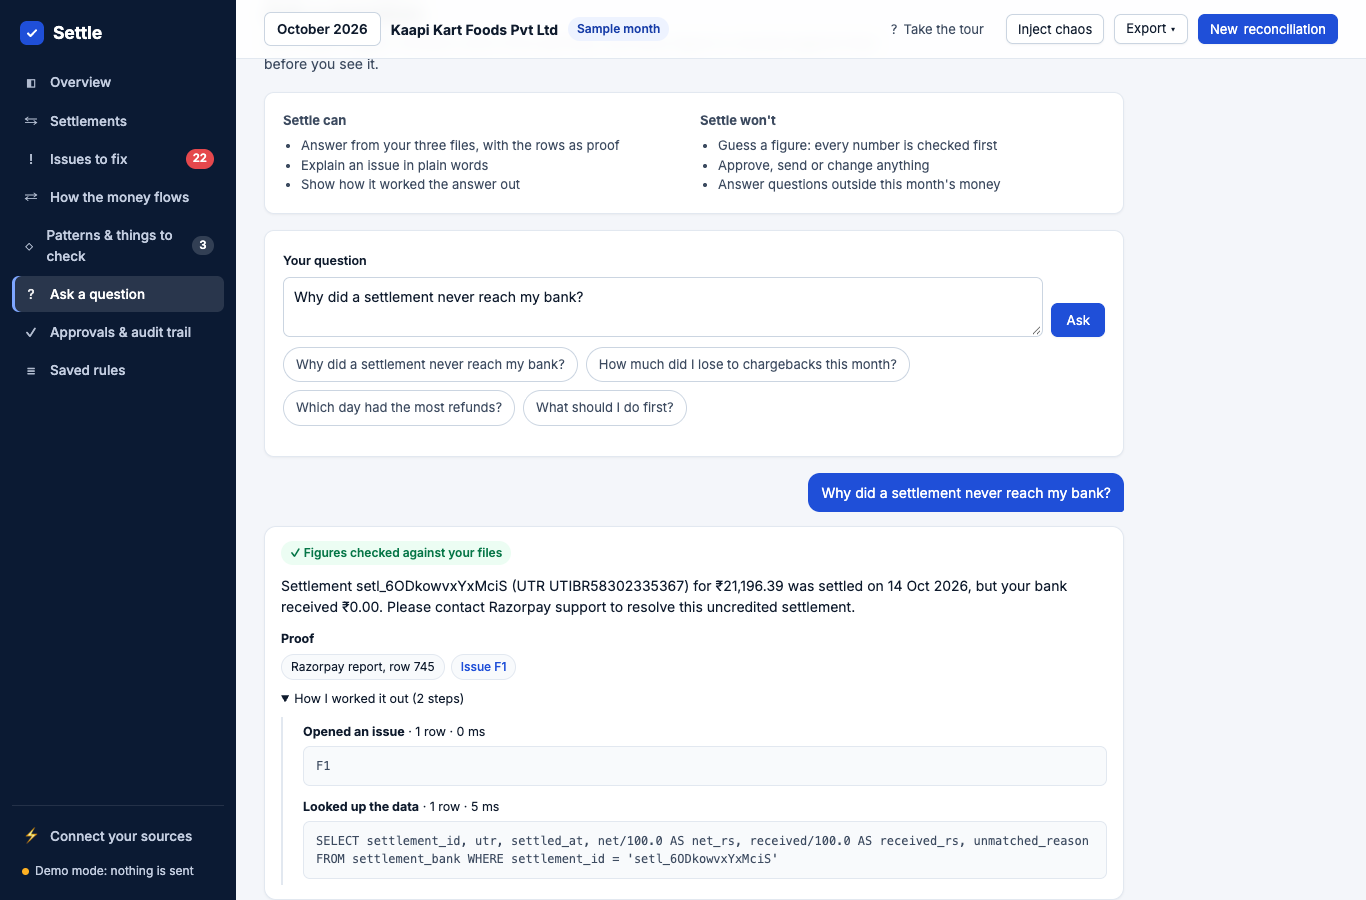 Settle
Overview
Settlements
Issues to fix
22
How the money flows
Patterns & things to
check
3
Ask a question
Approvals & audit trail
Saved rules
Connect your sources
Demo mode: nothing is sent
October 2026
Kaapi Kart Foods Pvt Ltd
Sample month
? Take the tour
Inject chaos
Export
New reconciliation
before you see it.
Settle can
• Answer from your three files, with the rows as proof
• Explain an issue in plain words
• Show how it worked the answer out
Settle won't
• Guess a figure: every number is checked first
• Approve, send or change anything
• Answer questions outside this month's money
Your question
Why did a settlement never reach my bank?
Ask
Why did a settlement never reach my bank?
How much did I lose to chargebacks this month?
Which day had the most refunds?
What should I do first?
Why did a settlement never reach my bank?
✓ Figures checked against your files
Settlement setl_6ODkowvxYxMciS (UTR UTIBR58302335367) for ₹21,196.39 was settled on 14 Oct 2026, but your bank
received ₹0.00. Please contact Razorpay support to resolve this uncredited settlement.
Proof
Razorpay report, row 745
Issue F1
▼ How I worked it out (2 steps)
Opened an issue · 1 row · 0 ms
F1
Looked up the data · 1 row · 5 ms
SELECT settlement_id, utr, settled_at, net/100.0 AS net_rs, received/100.0 AS received_rs, unmatched_reason
FROM settlement_bank WHERE settlement_id = 'setl_6ODkowvxYxMciS'